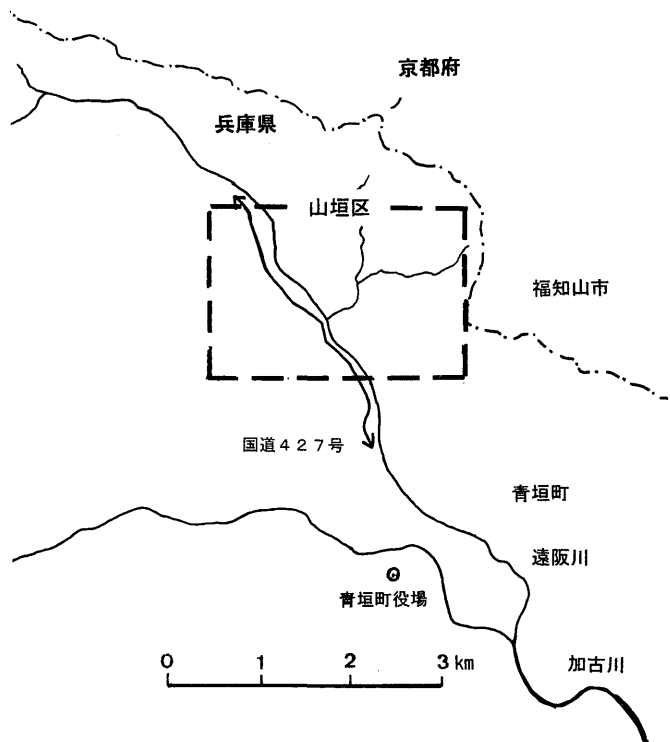 京都府
兵庫県
山垣区
福知山市
国道427号
青垣町
遠阪川
青垣町役場
加古川
0 1 2 3 km